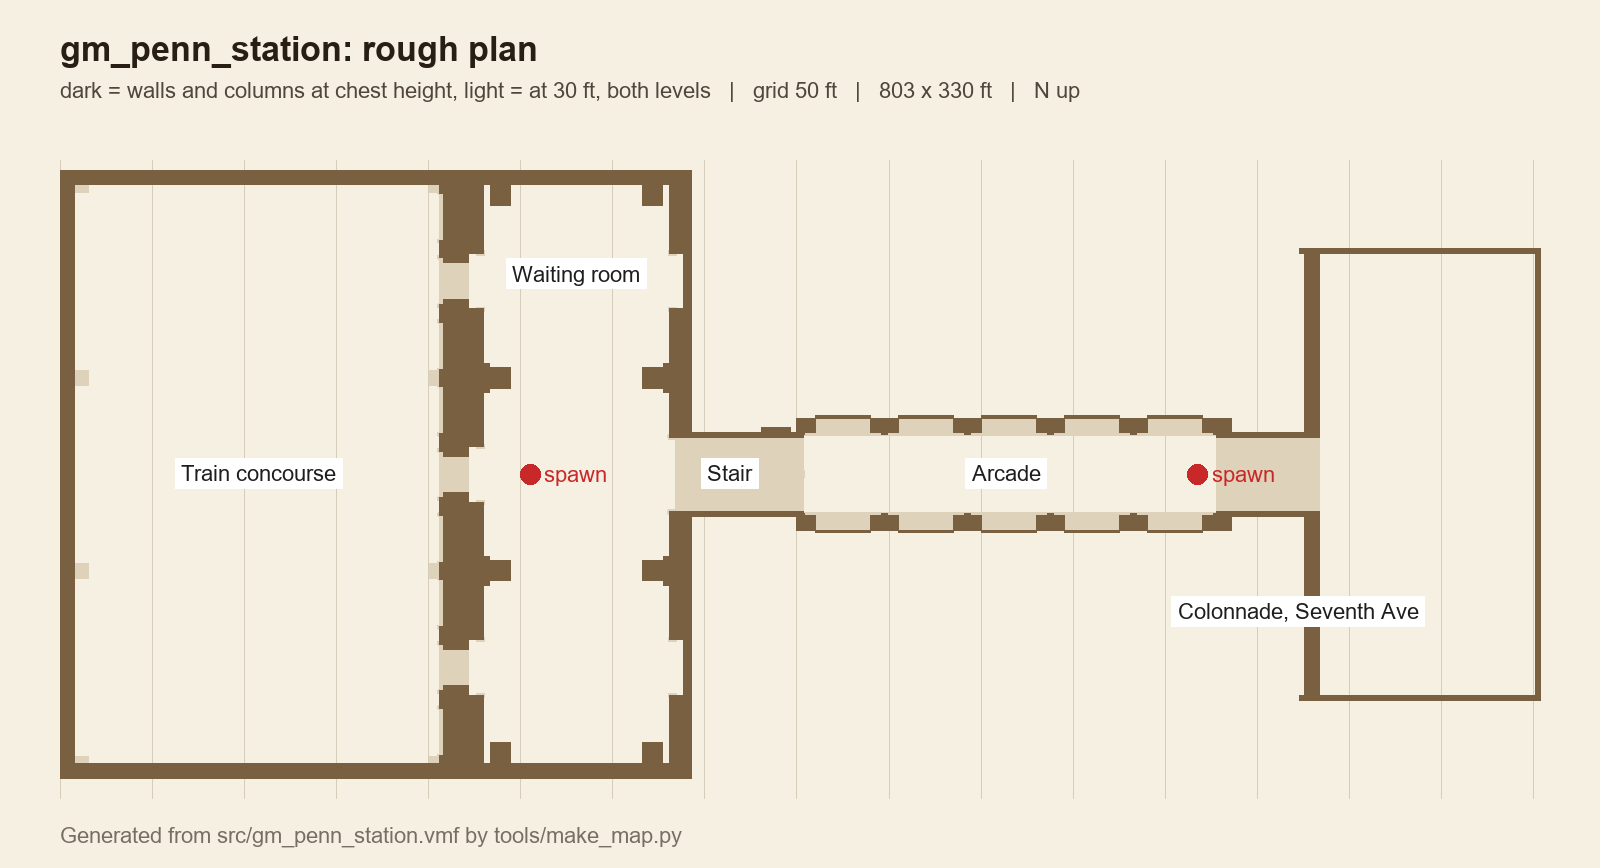 gm_penn_station: rough plan
dark = walls and columns at chest height, light = at 30 ft, both levels | grid 50 ft | 803 x 330 ft | N up
Waiting room
Train concourse
spawn
Stair
Arcade
spawn
Colonnade, Seventh Ave
Generated from src/gm_penn_station.vmf by tools/make_map.py